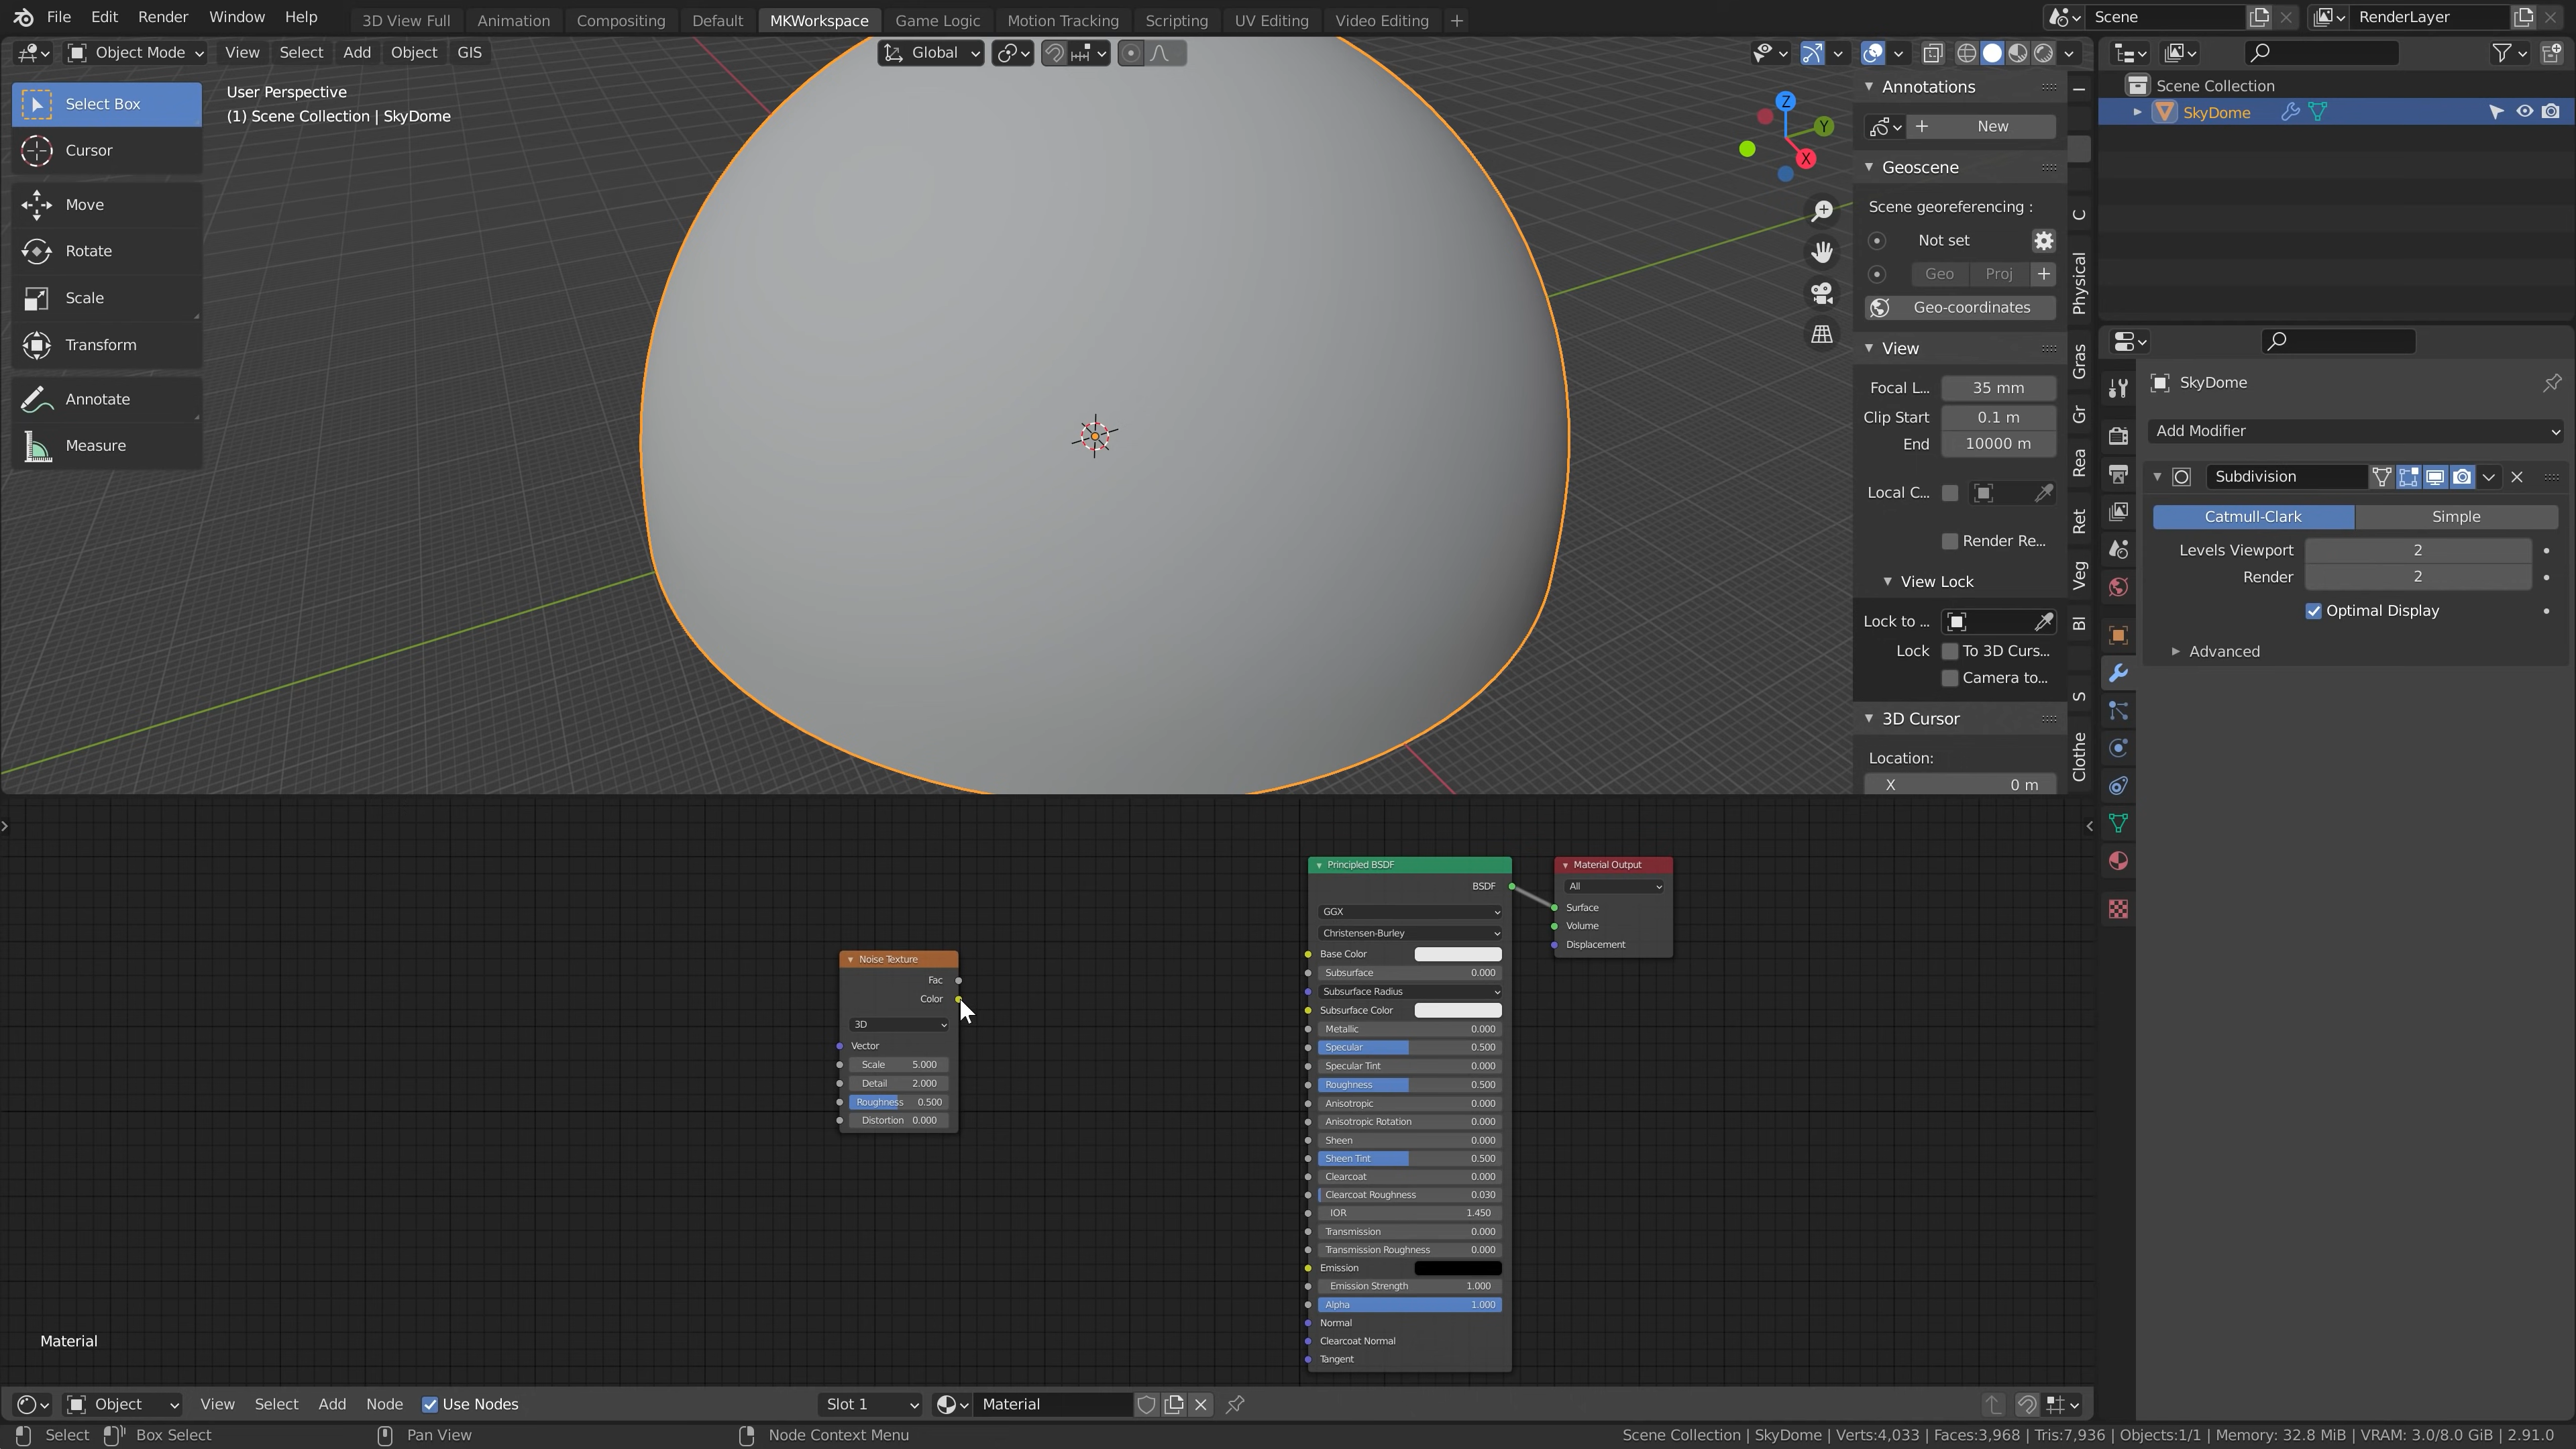 File Edit Render Window Help 3D View Full Animation Compositing Default MKWorkspace Game Logic Motion Tracking Scripting UV Editing Video Editing + Scene RenderLayer
Object Mode View Select Add Object GIS Global
Select Box
Cursor
Move
Rotate
Scale
Transform
Annotate
Measure
User Perspective
(1) Scene Collection | SkyDome
Z
Y
X
Annotations
New
Geoscene
Scene georeferencing :
Not set
Geo Proj +
Geo-coordinates
View
Focal L... 35 mm
Clip Start 0.1 m
End 10000 m
Local C...
Render Re...
View Lock
Lock to ...
Lock To 3D Curs...
Camera to...
3D Cursor
Location:
X 0 m
I
C
Physical
Gras
Gr
Rea
Ret
Veg
Bl
S
Clothe
Scene Collection
SkyDome
SkyDome
Add Modifier
Subdivision
Catmull-Clark Simple
Levels Viewport 2
Render 2
Optimal Display
Advanced
Noise Texture
Fac
Color
3D
Vector
Scale 5.000
Detail 2.000
Roughness 0.500
Distortion 0.000
Principled BSDF
BSDF
GGX
Christensen-Burley
Base Color
Subsurface 0.000
Subsurface Radius
Subsurface Color
Metallic 0.000
Specular 0.500
Specular Tint 0.000
Roughness 0.500
Anisotropic 0.000
Anisotropic Rotation 0.000
Sheen 0.000
Sheen Tint 0.500
Clearcoat 0.000
Clearcoat Roughness 0.030
IOR 1.450
Transmission 0.000
Transmission Roughness 0.000
Emission
Emission Strength 1.000
Alpha 1.000
Normal
Clearcoat Normal
Tangent
Material Output
All
Surface
Volume
Displacement
Material
Object View Select Add Node Use Nodes Slot 1 Material
Select Box Select Pan View Node Context Menu Scene Collection | SkyDome | Verts:4,033 | Faces:3,968 | Tris:7,936 | Objects:1/1 | Memory: 32.8 MiB | VRAM: 3.0/8.0 GiB | 2.91.0